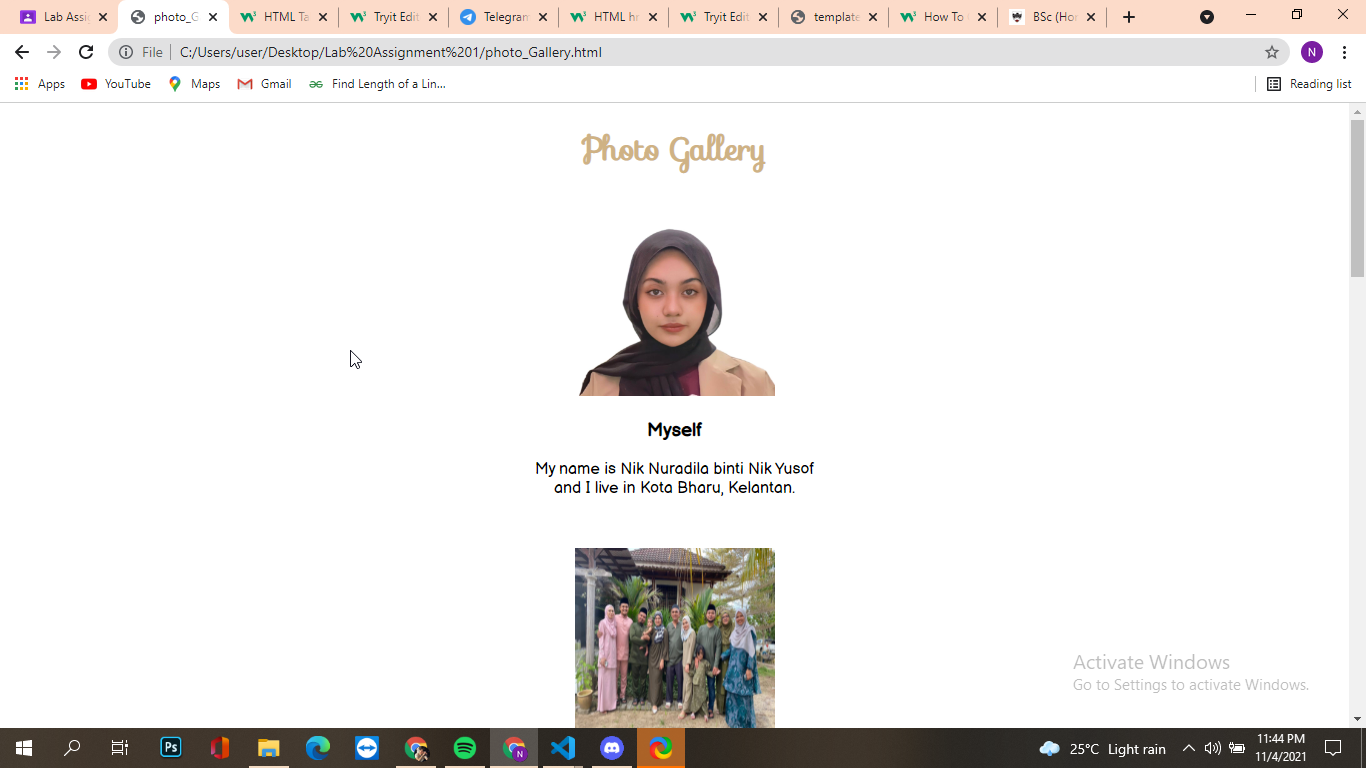 Lab Assi
photo_G
HTML Ta
Tryit Edit
Telegram
HTML hr
Tryit Edit
template
How To
BSc (Hon
File
C:/Users/user/Desktop/Lab%20Assignment%201/photo_Gallery.html
N
Apps
YouTube
Maps
Gmail
Find Length of a Lin...
Reading list
Photo Gallery
Myself
My name is Nik Nuradila binti Nik Yusof
and I live in Kota Bharu, Kelantan.
Activate Windows
Go to Settings to activate Windows.
Ps
N
25°C Light rain
11:44 PM
11/4/2021